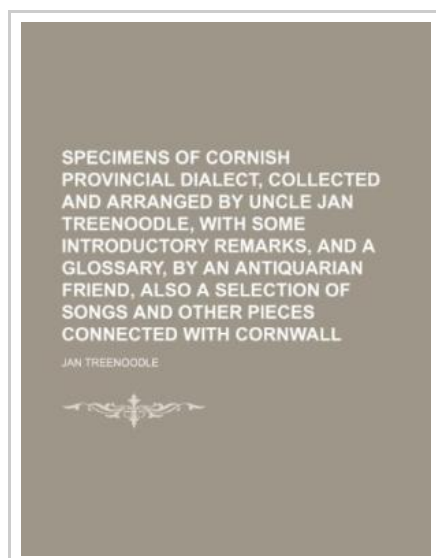 SPECIMENS OF CORNISH
PROVINCIAL DIALECT, COLLECTED
AND ARRANGED BY UNCLE JAN
TREENOODLE, WITH SOME
INTRODUCTORY REMARKS, AND A
GLOSSARY, BY AN ANTIQUARIAN
FRIEND, ALSO A SELECTION OF
SONGS AND OTHER PIECES
CONNECTED WITH CORNWALL
JAN TREENOODLE